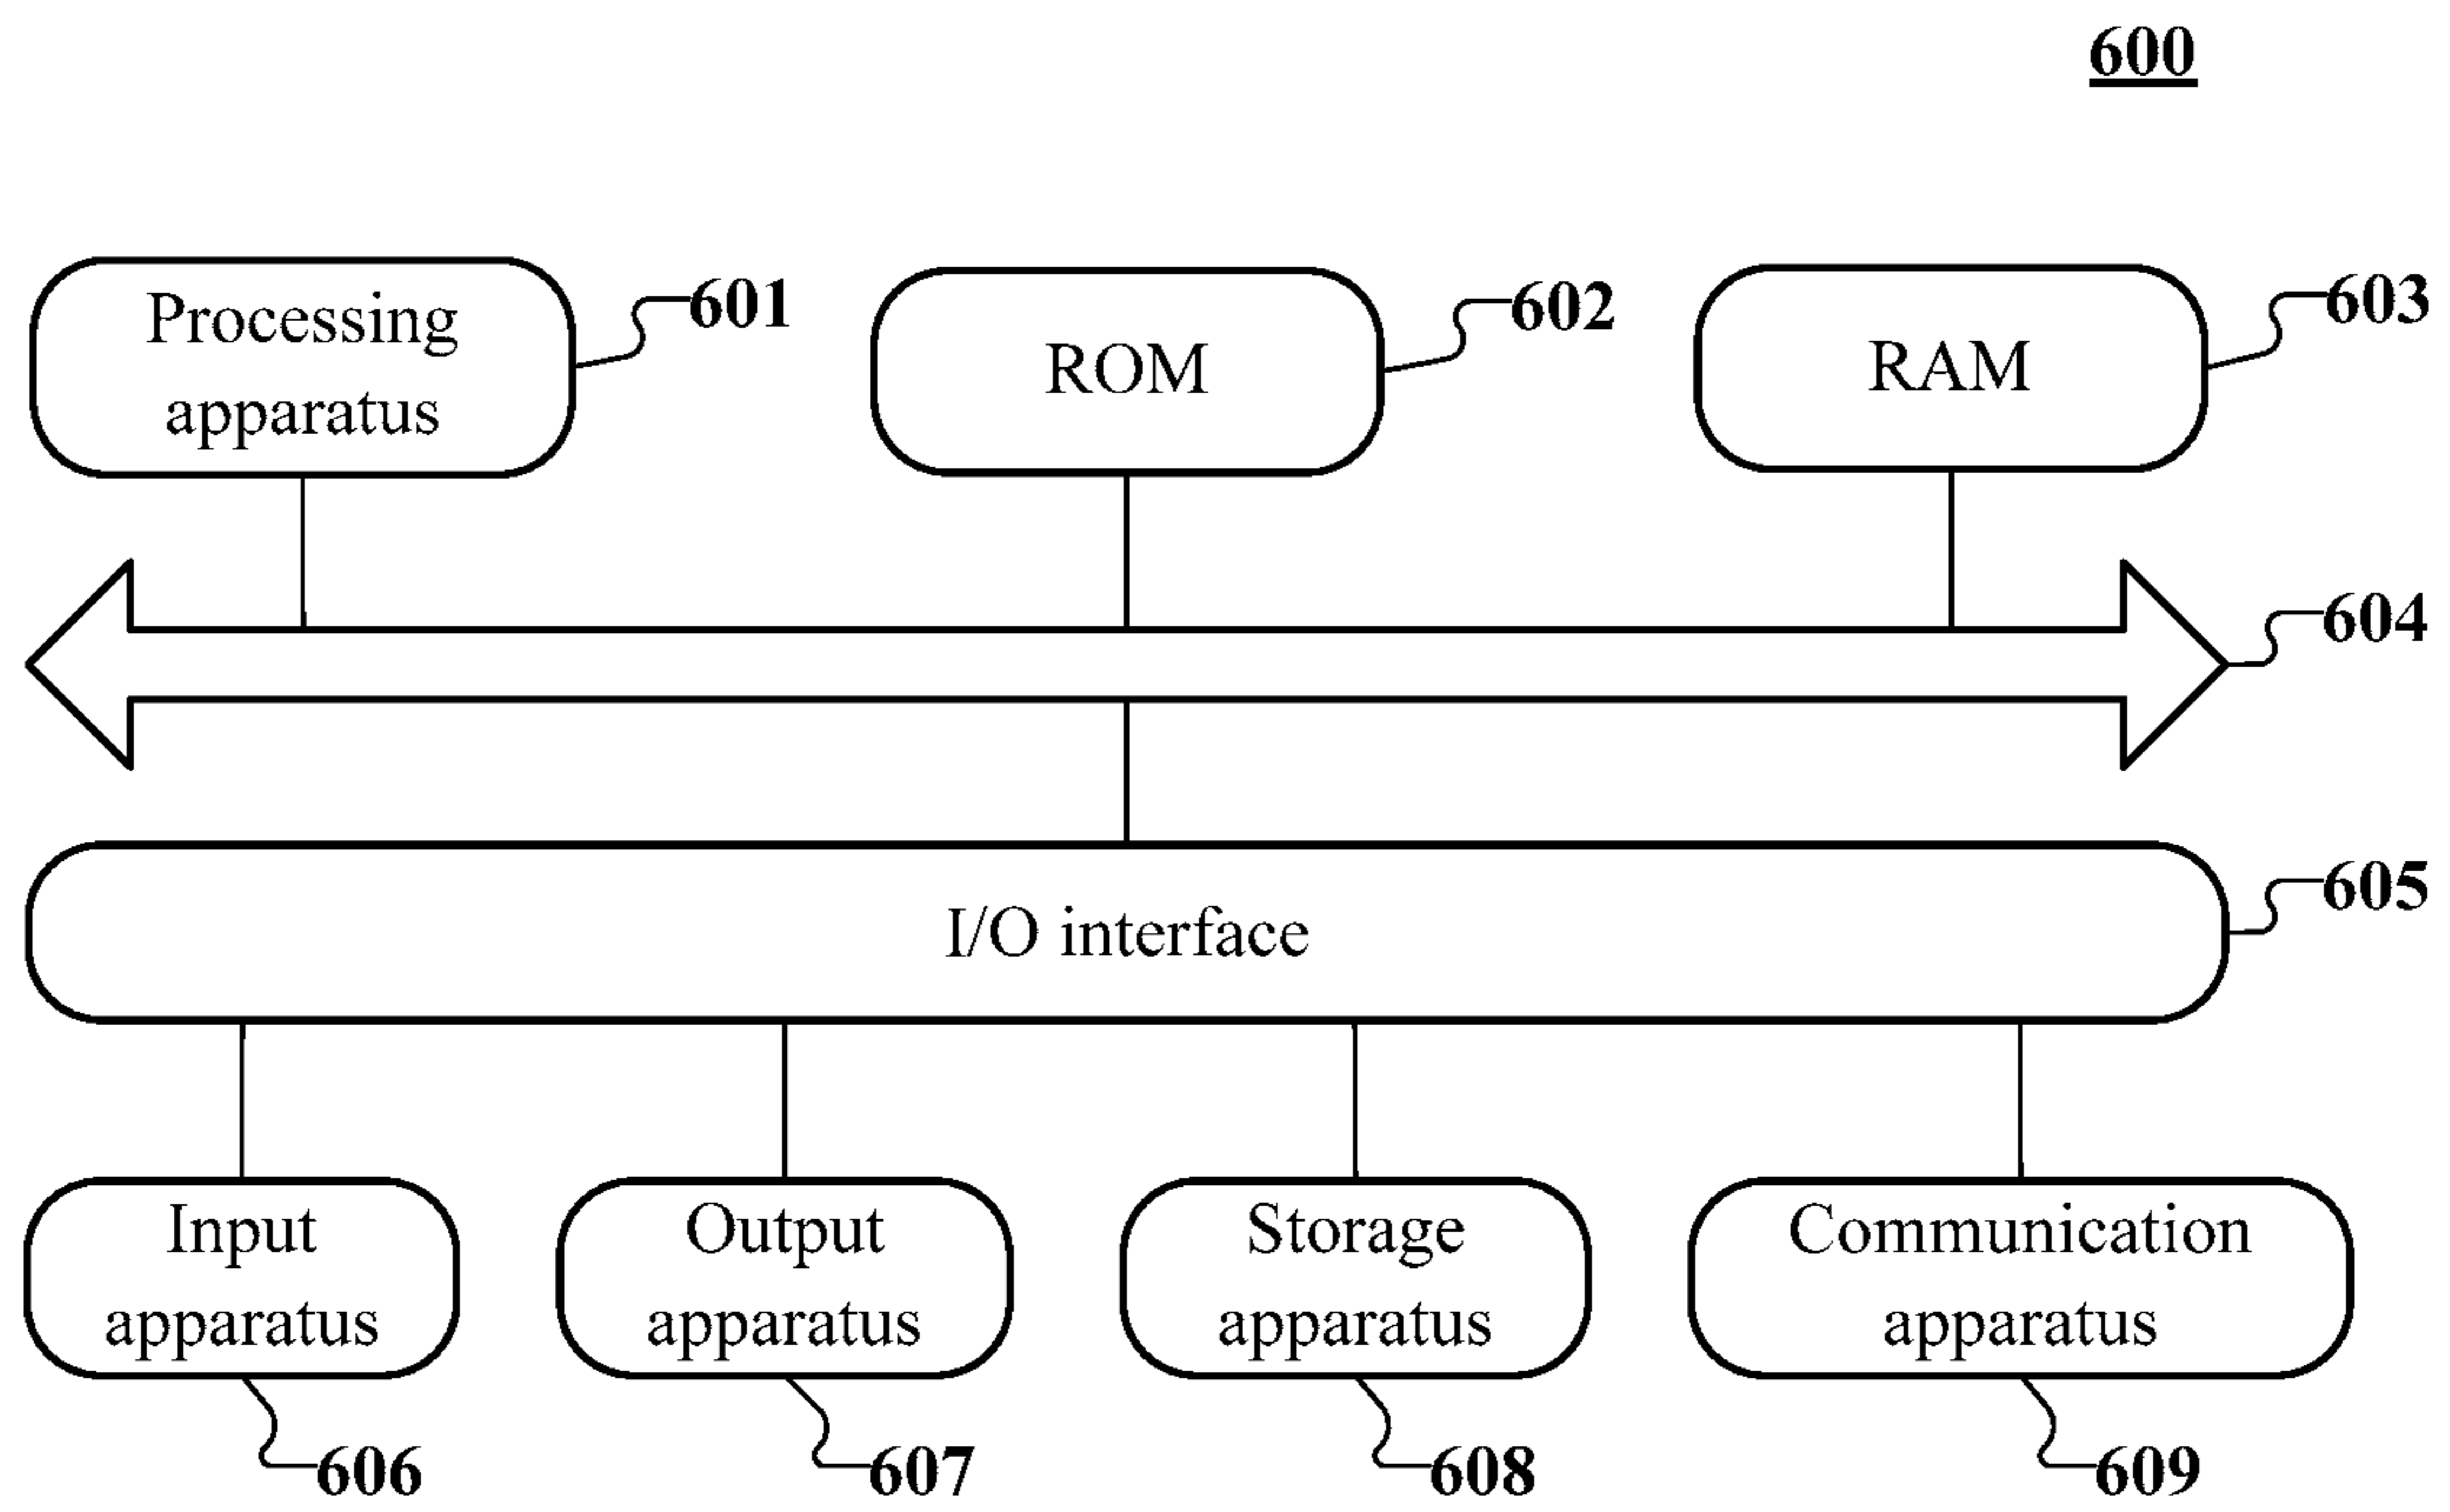 600
Processing
apparatus
601
ROM
602
RAM
603
604
I/O interface
605
Input
apparatus
606
Output
apparatus
607
Storage
apparatus
608
Communication
apparatus
609